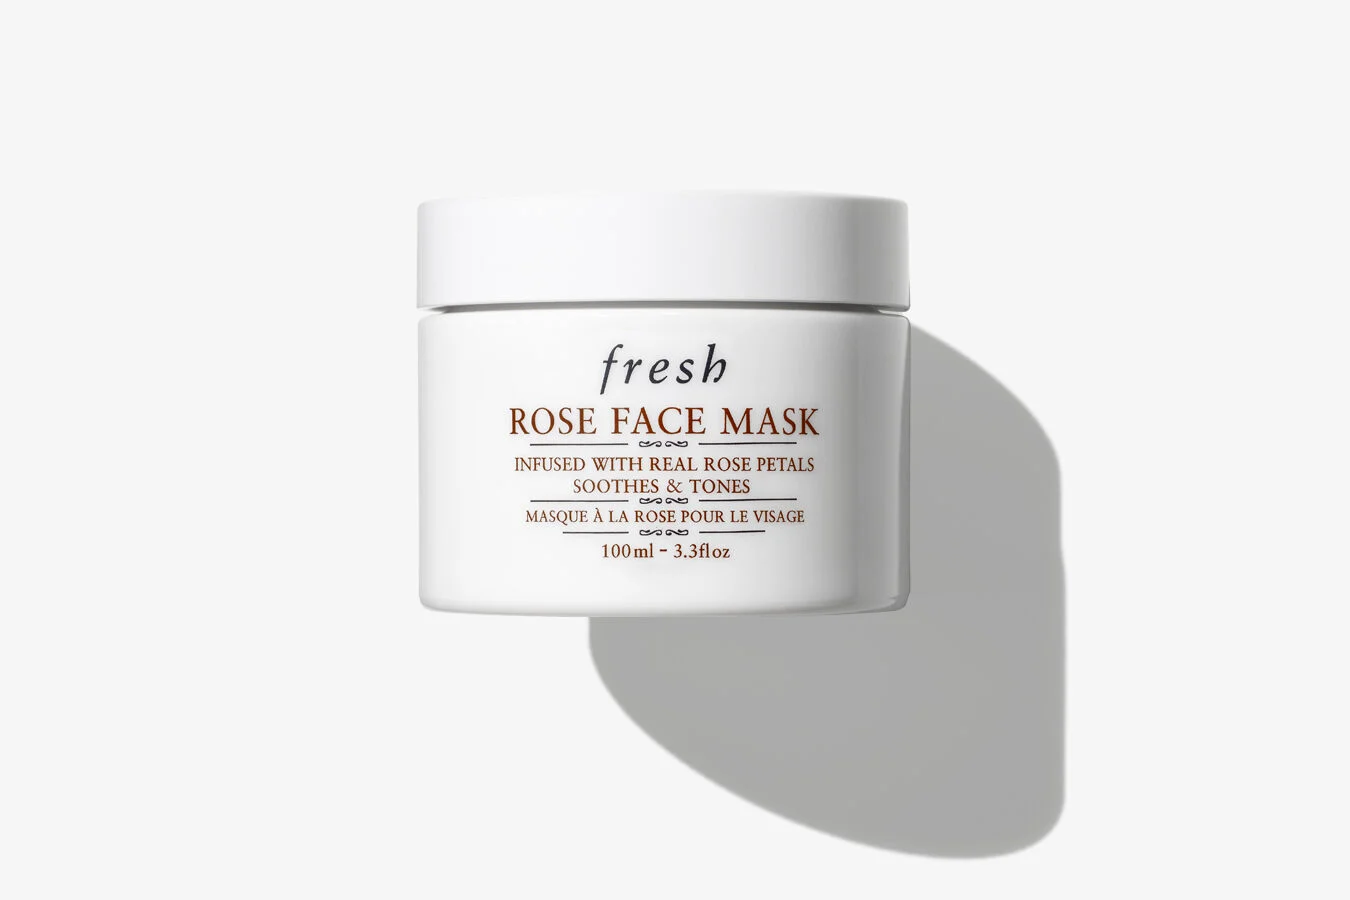 fresh
ROSE FACE MASK
INFUSED WITH REAL ROSE PETALS
SOOTHES & TONES
MASQUE À LA ROSE POUR LE VISAGE
100ml - 3.3fl oz